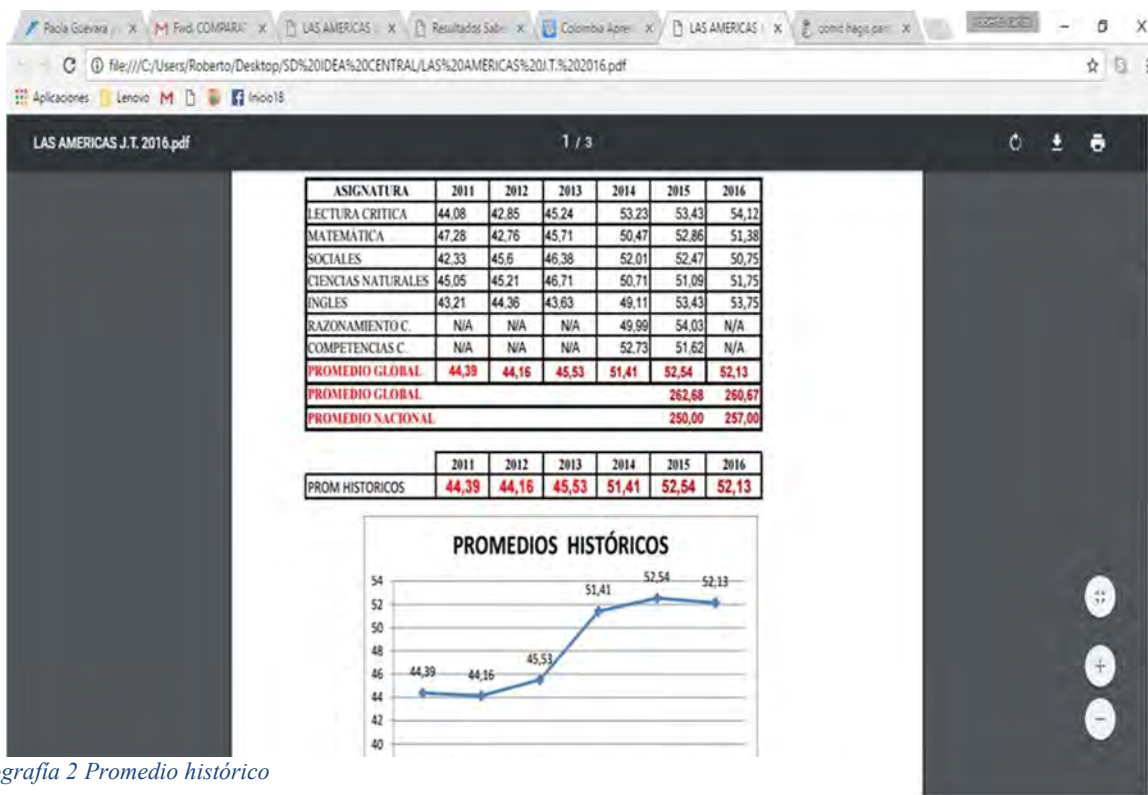 Paola Guevara
Fwd: COMPARA
LAS AMERICAS
Resultados Saber
Colombia Apren
LAS AMERICAS
como hago par
file:///C:/Users/Roberto/Desktop/SD%20IDEA%20CENTRAL/LAS%20AMERICAS%20J.T.%202016.pdf
Aplicaciones Lenovo Inicio18
LAS AMERICAS J.T. 2016.pdf 1 / 3
ASIGNATURA 2011 2012 2013 2014 2015 2016
LECTURA CRITICA 44,08 42,85 45,24 53,23 53,43 54,12
MATEMÁTICA 47,28 42,76 45,71 50,47 52,86 51,38
SOCIALES 42,33 45,6 46,38 52,01 52,47 50,75
CIENCIAS NATURALES 45,05 45,21 46,71 50,71 51,09 51,75
INGLES 43,21 44,36 43,63 49,11 53,43 53,75
RAZONAMIENTO C. N/A N/A N/A 49,99 54,03 N/A
COMPETENCIAS C. N/A N/A N/A 52,73 51,62 N/A
PROMEDIO GLOBAL 44,39 44,16 45,53 51,41 52,54 52,13
PROMEDIO GLOBAL 262,68 260,67
PROMEDIO NACIONAL 250,00 257,00
2011 2012 2013 2014 2015 2016
PROM HISTORICOS 44,39 44,16 45,53 51,41 52,54 52,13
PROMEDIOS HISTÓRICOS
54
52
50
48
46
44
42
40
44,39 44,16 45,53 51,41 52,54 52,13
ografía 2 Promedio histórico